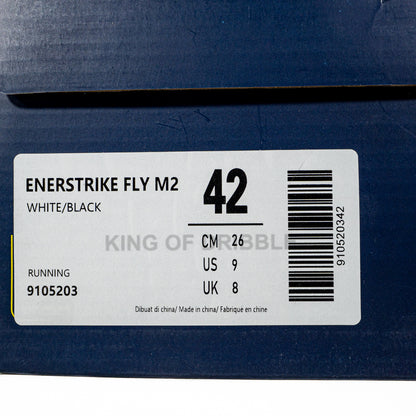 ENERSTRIKE FLY M2
WHITE/BLACK
42
KING OF DRIBBLE
CM 26
US 9
UK 8
RUNNING
9105203
Dibuat di china/ Made in china/ Fabrique en chine
910520342